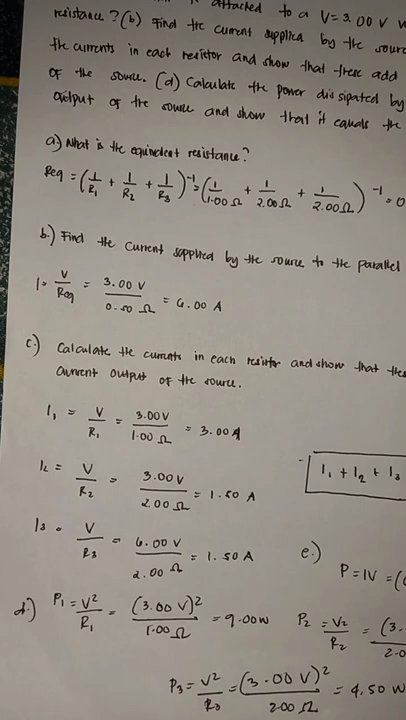 attached to a V=3.00 V
resistance? (b) Find the current supplied by the source
the currents in each resistor and show that these add
of the source. (d) Calculate the power dissipated by
output of the source and show that it equals the
a.) What is the equivalent resistance?
Req = (1/R1 + 1/R2 + 1/R3)^-1 = (1/1.00 Ω + 1/2.00 Ω + 1/2.00 Ω)^-1 = 0
b.) Find the current supplied by the source to the parallel
I = V/Req = 3.00 V/0.50 Ω = 6.00 A
c.) Calculate the currents in each resistor and show that these
current output of the source.
I1 = V/R1 = 3.00V/1.00 Ω = 3.00 A
I2 = V/R2 = 3.00V/2.00 Ω = 1.50 A
I1 + I2 + I3
I3 = V/R3 = 6.00 V/2.00 Ω = 1.50 A
e.)
P = IV = (
d.) P1 = V²/R1 = (3.00 V)²/1.00 Ω = 9.00W
P2 = V²/R2 = (3.
P3 = V²/R3 = (3.00 V)²/2.00 Ω = 4.50 W